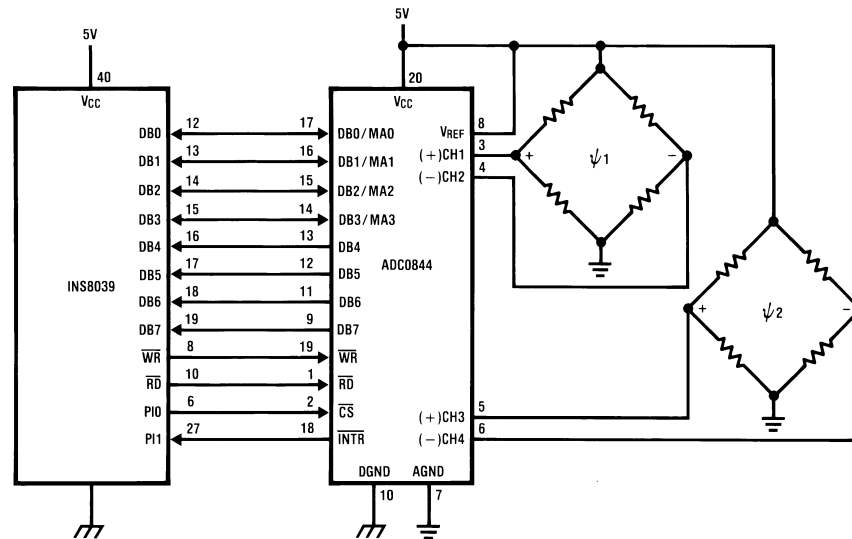 5V
5V
40
20
VCC
VCC
DB0 12 17 DB0/MA0
VREF 8
DB1 13 16 DB1/MA1
(+)CH1 3
+ ψ1 −
(−)CH2 4
DB2 14 15 DB2/MA2
DB3 15 14 DB3/MA3
DB4 16 13 DB4
INS8039
ADC0844
DB5 17 12 DB5
DB6 18 11 DB6
DB7 19 9 DB7
+ ψ2 −
WR 8 19 WR
RD 10 1 RD
PI0 6 2 CS
(+)CH3 5
PI1 27 18 INTR
(−)CH4 6
DGND AGND
10 7